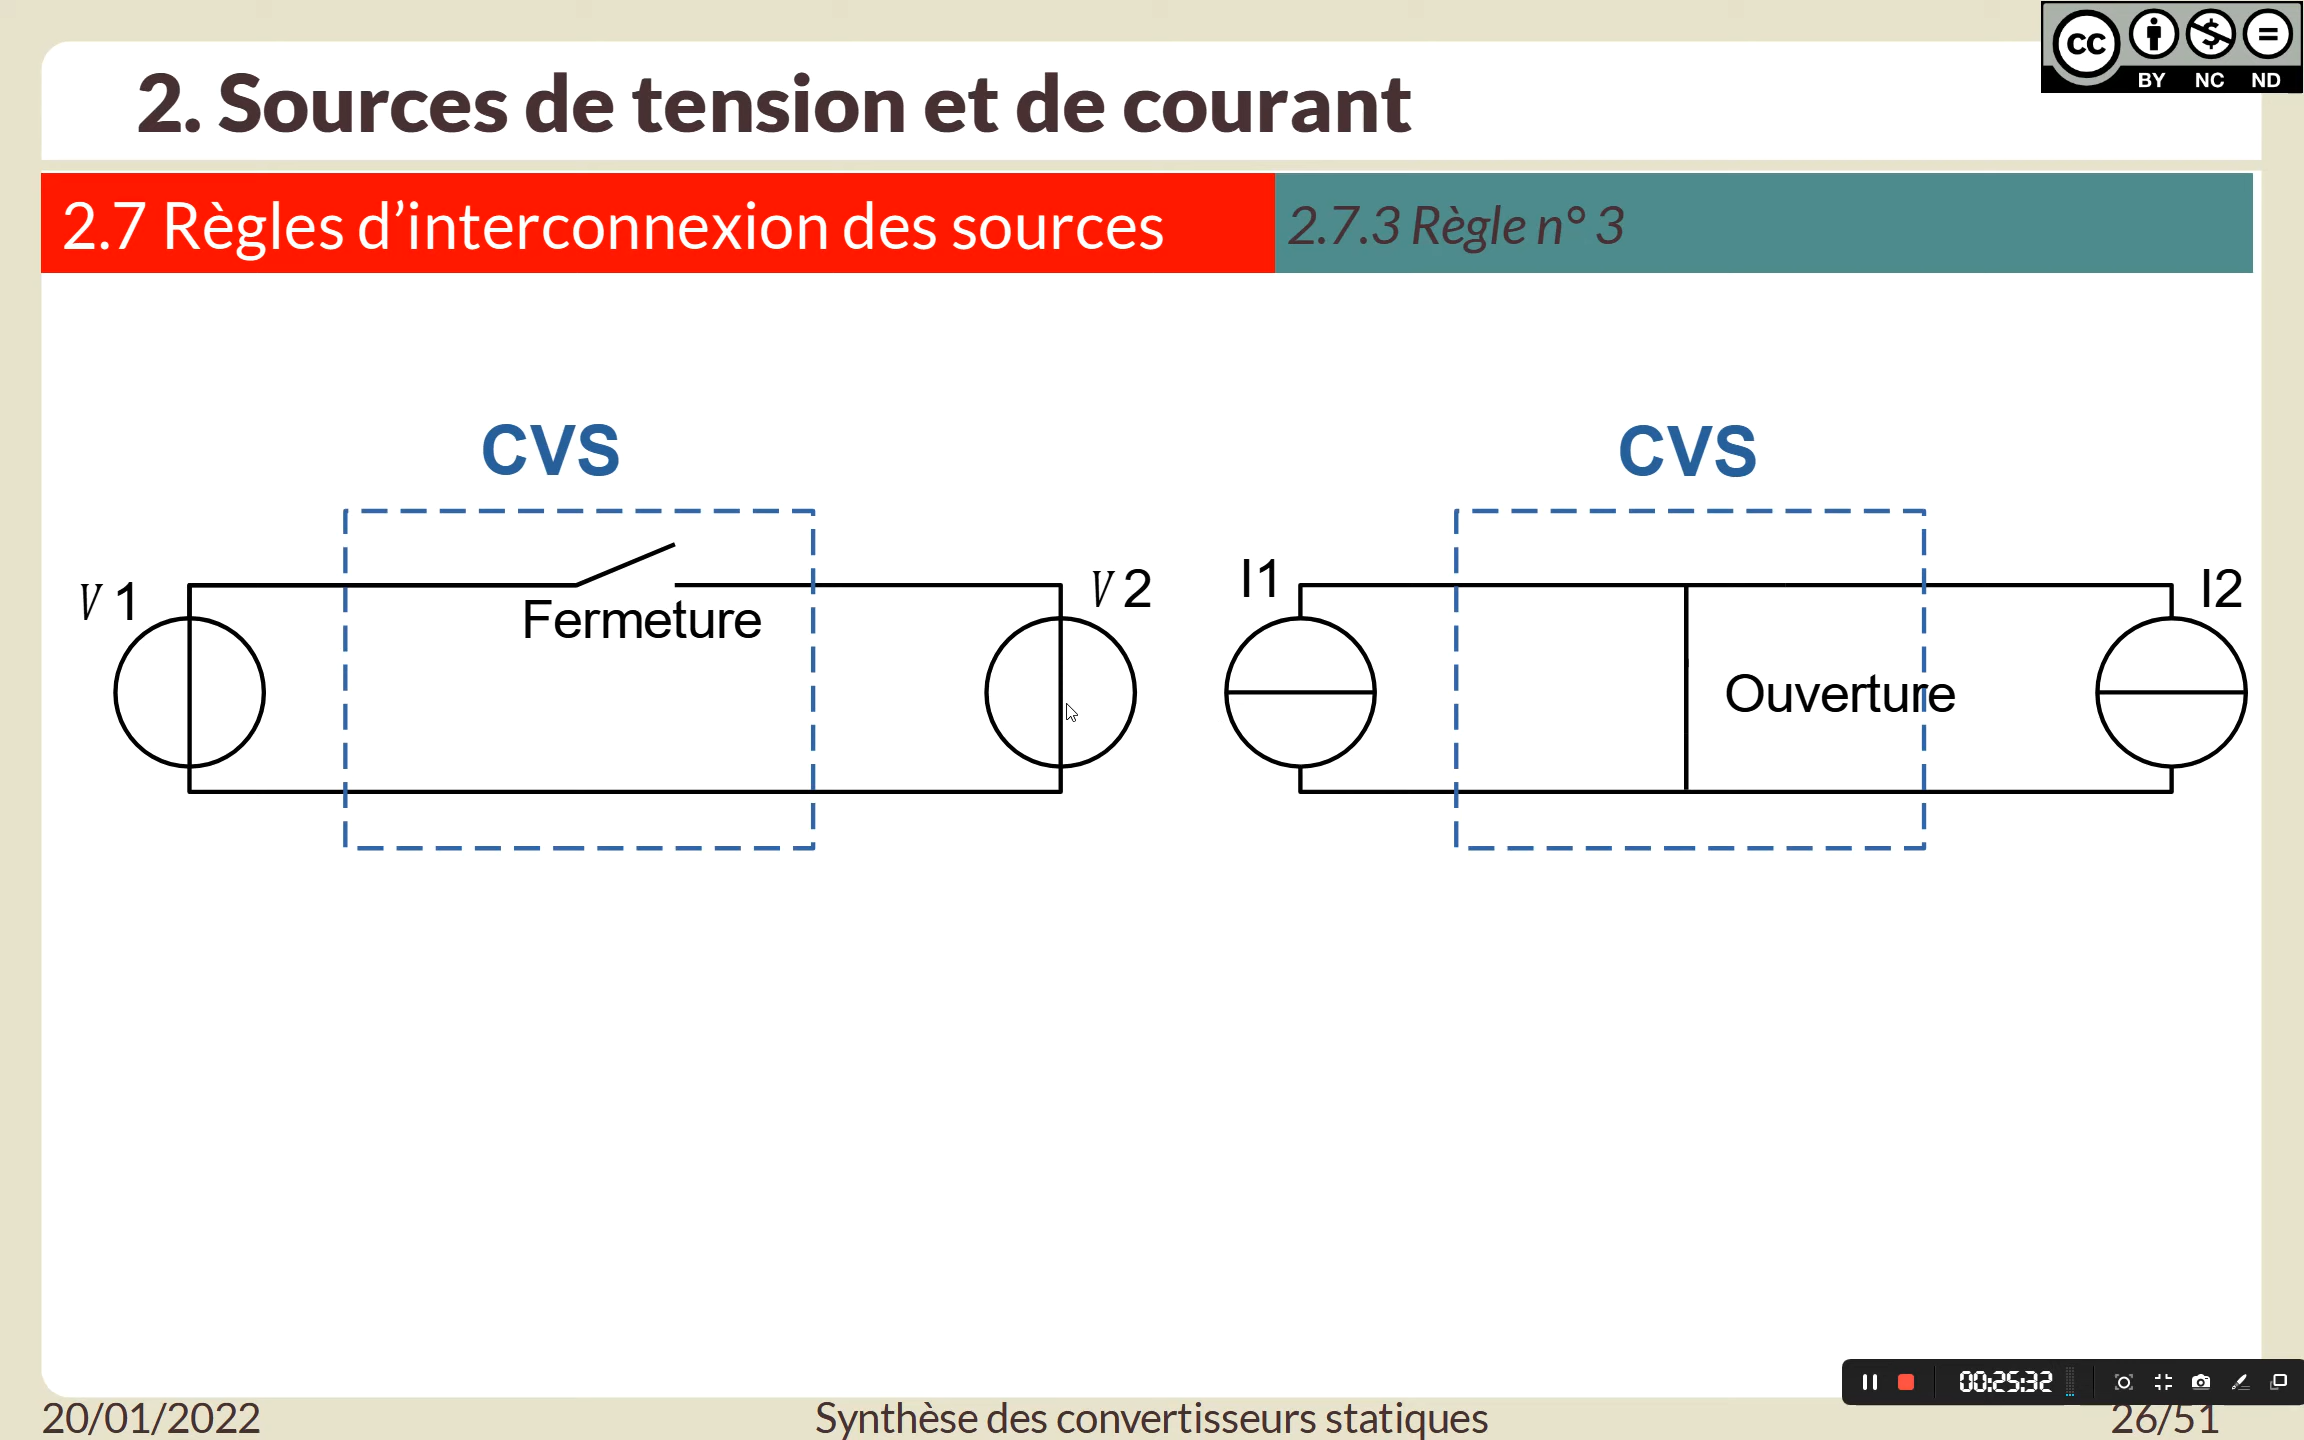 2. Sources de tension et de courant
cc
BY NC ND
2.7 Règles d’interconnexion des sources
2.7.3 Règle n° 3
CVS
CVS
V 1
Fermeture
V 2
I1
Ouverture
I2
00:25:32
20/01/2022
Synthèse des convertisseurs statiques
26/51